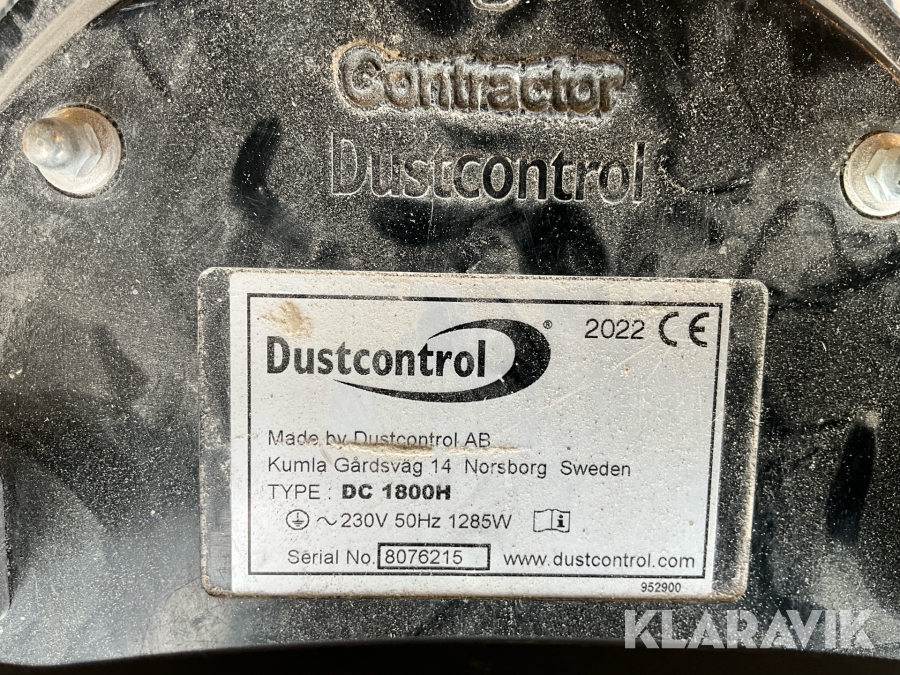 Contractor
Dustcontrol
Dustcontrol ®
2022 CE
Made by Dustcontrol AB
Kumla Gårdsväg 14 Norsborg Sweden
TYPE : DC 1800H
~230V 50Hz 1285W
Serial No. 8076215 www.dustcontrol.com
952900
KLARAVIK